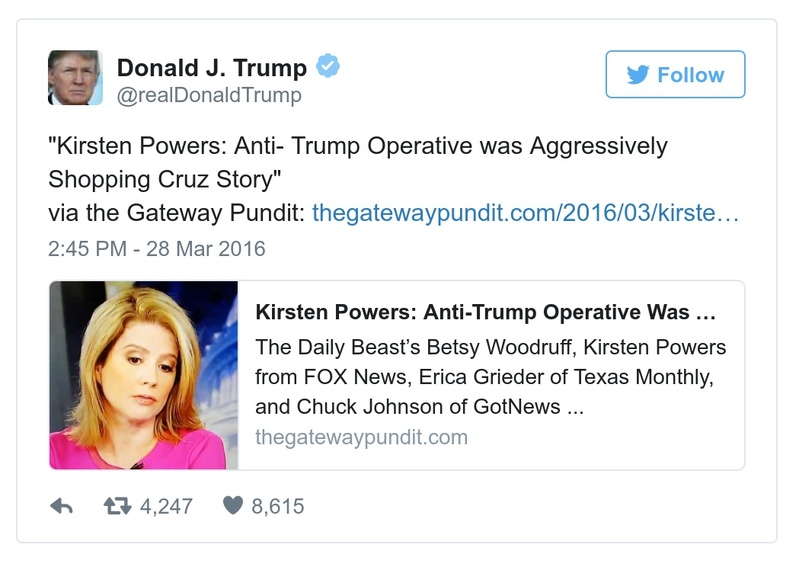 Donald J. Trump
@realDonaldTrump
Follow
"Kirsten Powers: Anti- Trump Operative was Aggressively
Shopping Cruz Story"
via the Gateway Pundit: thegatewaypundit.com/2016/03/kirste…
2:45 PM - 28 Mar 2016
Kirsten Powers: Anti-Trump Operative Was ...
The Daily Beast’s Betsy Woodruff, Kirsten Powers
from FOX News, Erica Grieder of Texas Monthly,
and Chuck Johnson of GotNews ...
thegatewaypundit.com
4,247 8,615